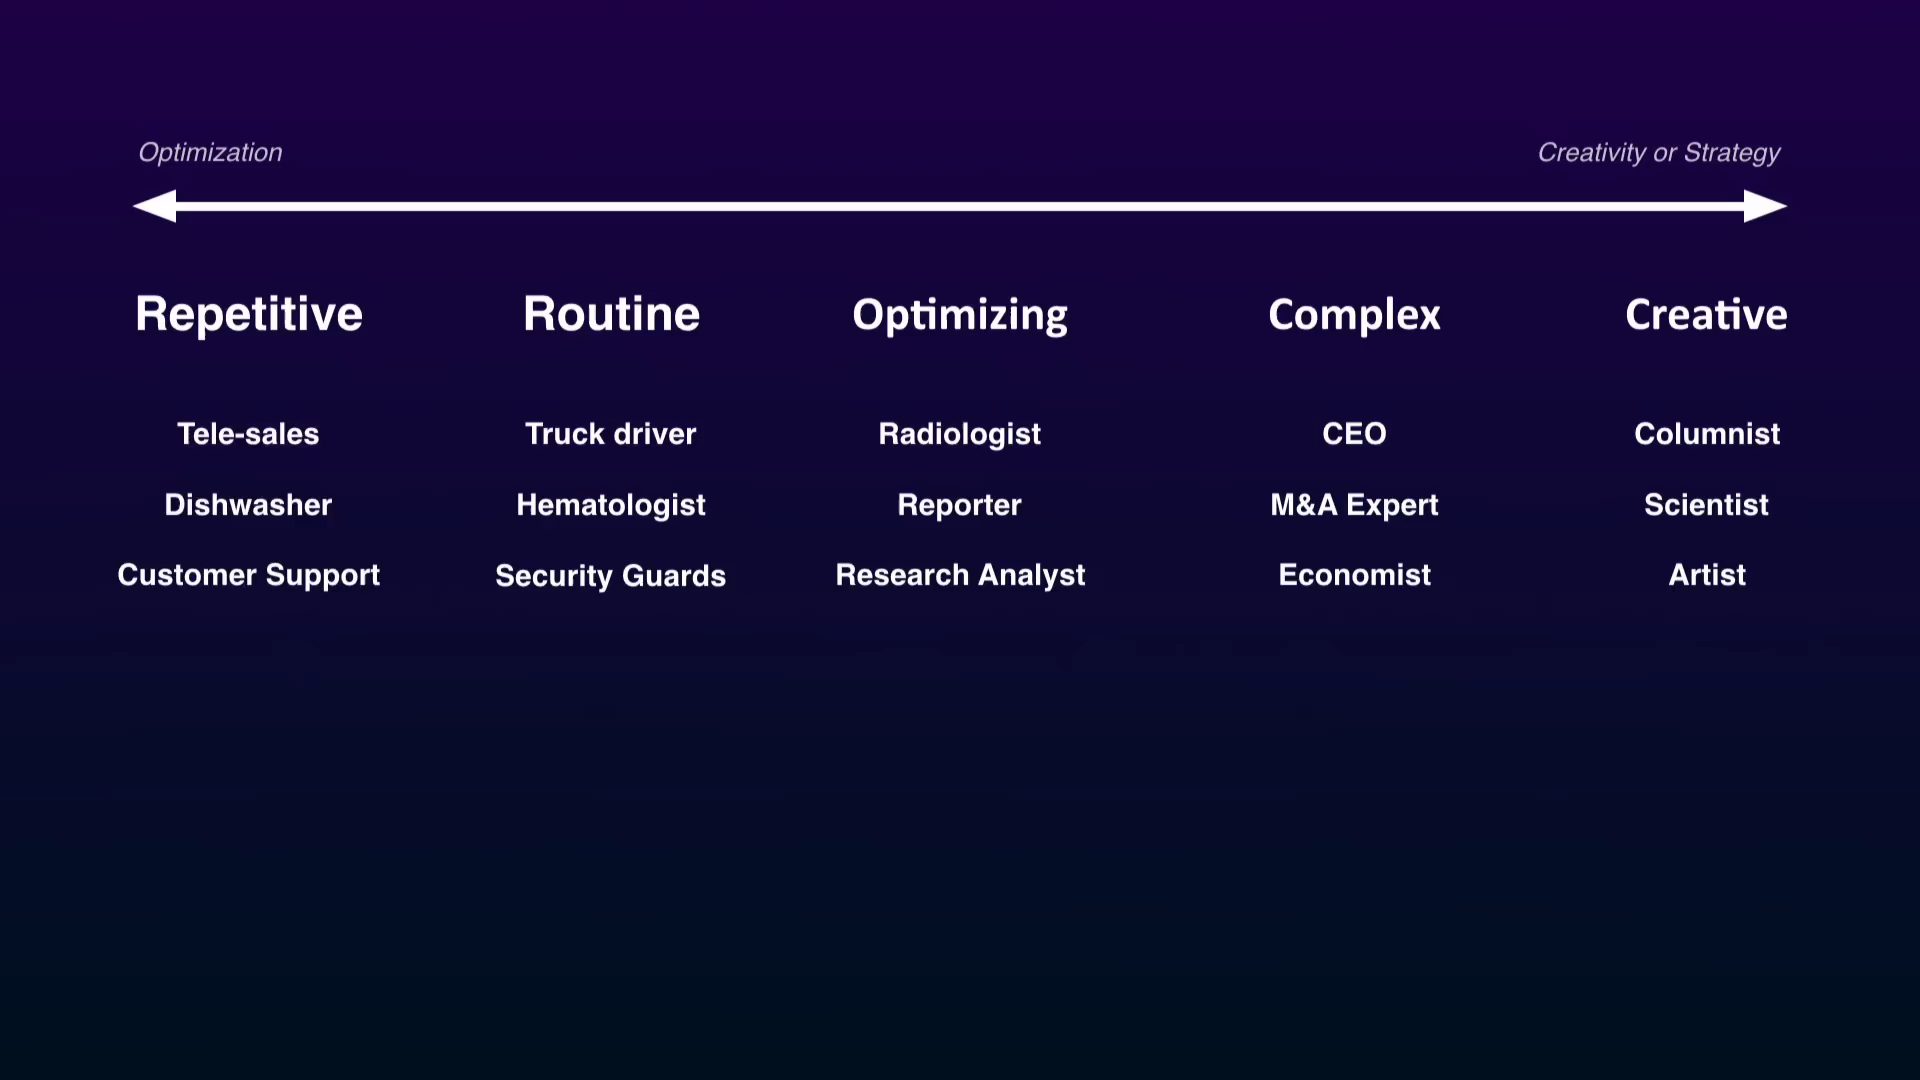 Optimization
Creativity or Strategy
Repetitive
Routine
Optimizing
Complex
Creative
Tele-sales
Truck driver
Radiologist
CEO
Columnist
Dishwasher
Hematologist
Reporter
M&A Expert
Scientist
Customer Support
Security Guards
Research Analyst
Economist
Artist